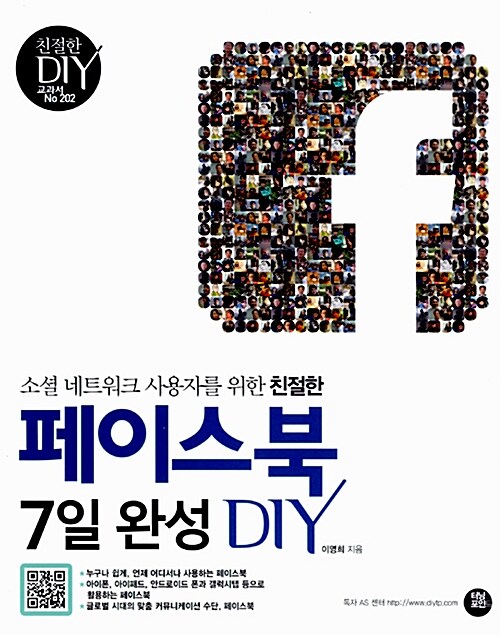 친절한
DIY
교과서
No 202
소셜 네트워크 사용자를 위한 친절한
페이스북
7일 완성 DIY
이영희 지음
누구나 쉽게, 언제 어디서나 사용하는 페이스북
아이폰, 아이패드, 안드로이드 폰과 갤럭시탭 등으로
활용하는 페이스북
글로벌 시대의 맞춤 커뮤니케이션 수단, 페이스북
독자 AS 센터 http://www.diytp.com
터닝
포인트